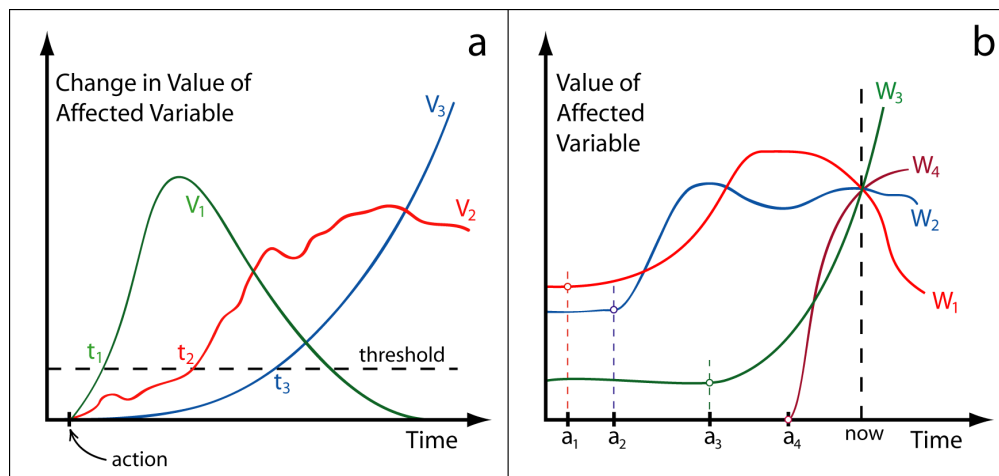 a
Change in Value of
Affected Variable
V₃
V₁
V₂
t₁
t₂
threshold
t₃
Time
action
b
Value of
Affected
Variable
W₃
W₄
W₂
W₁
a₁
a₂
a₃
a₄
now
Time